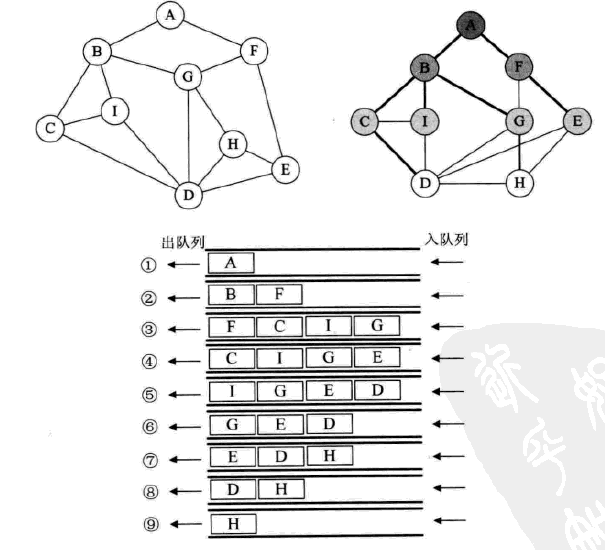 A
B
F
G
I
C
H
E
D
A
B
F
C
I
G
E
D
H
出队列
入队列
① A
② B F
③ F C I G
④ C I G E
⑤ I G E D
⑥ G E D
⑦ E D H
⑧ D H
⑨ H